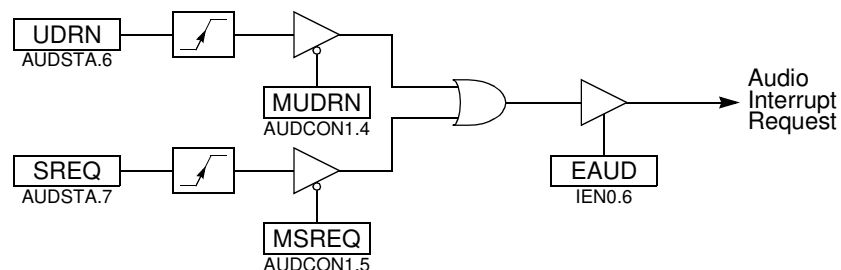 UDRN
AUDSTA.6
MUDRN
AUDCON1.4
SREQ
AUDSTA.7
MSREQ
AUDCON1.5
EAUD
IEN0.6
Audio
Interrupt
Request